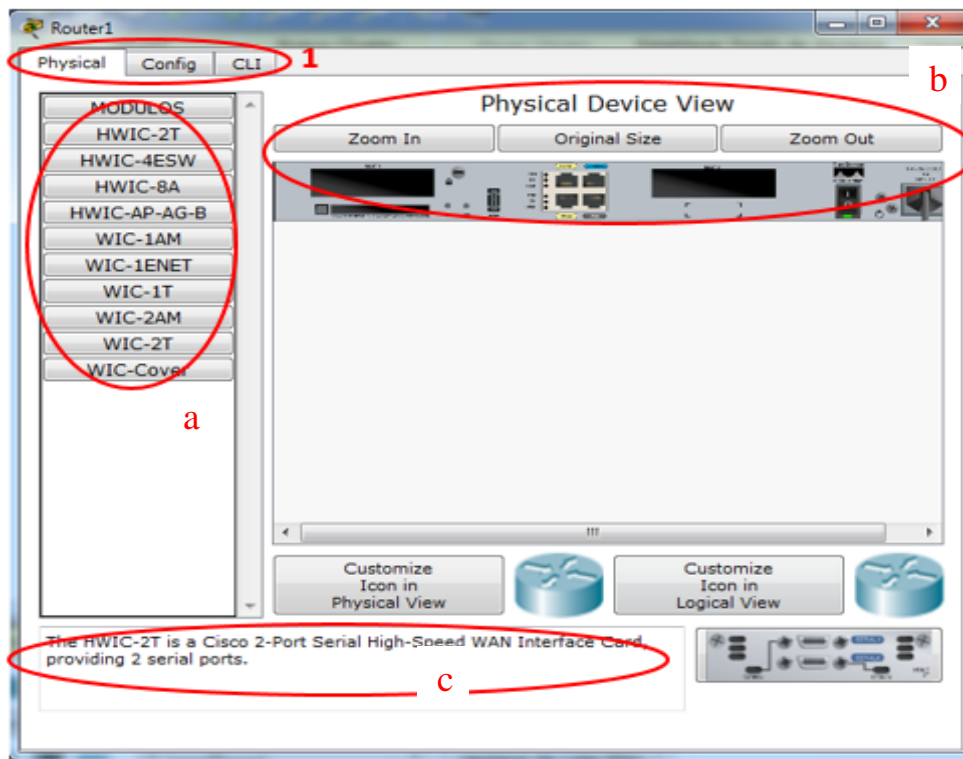 Router1
Physical Config CLI 1
b
MODULOS
HWIC-2T
HWIC-4ESW
HWIC-8A
HWIC-AP-AG-B
WIC-1AM
WIC-1ENET
WIC-1T
WIC-2AM
WIC-2T
WIC-Cover
a
Physical Device View
Zoom In Original Size Zoom Out
Customize
Icon in
Physical View
Customize
Icon in
Logical View
The HWIC-2T is a Cisco 2-Port Serial High-Speed WAN Interface Card,
providing 2 serial ports.
c